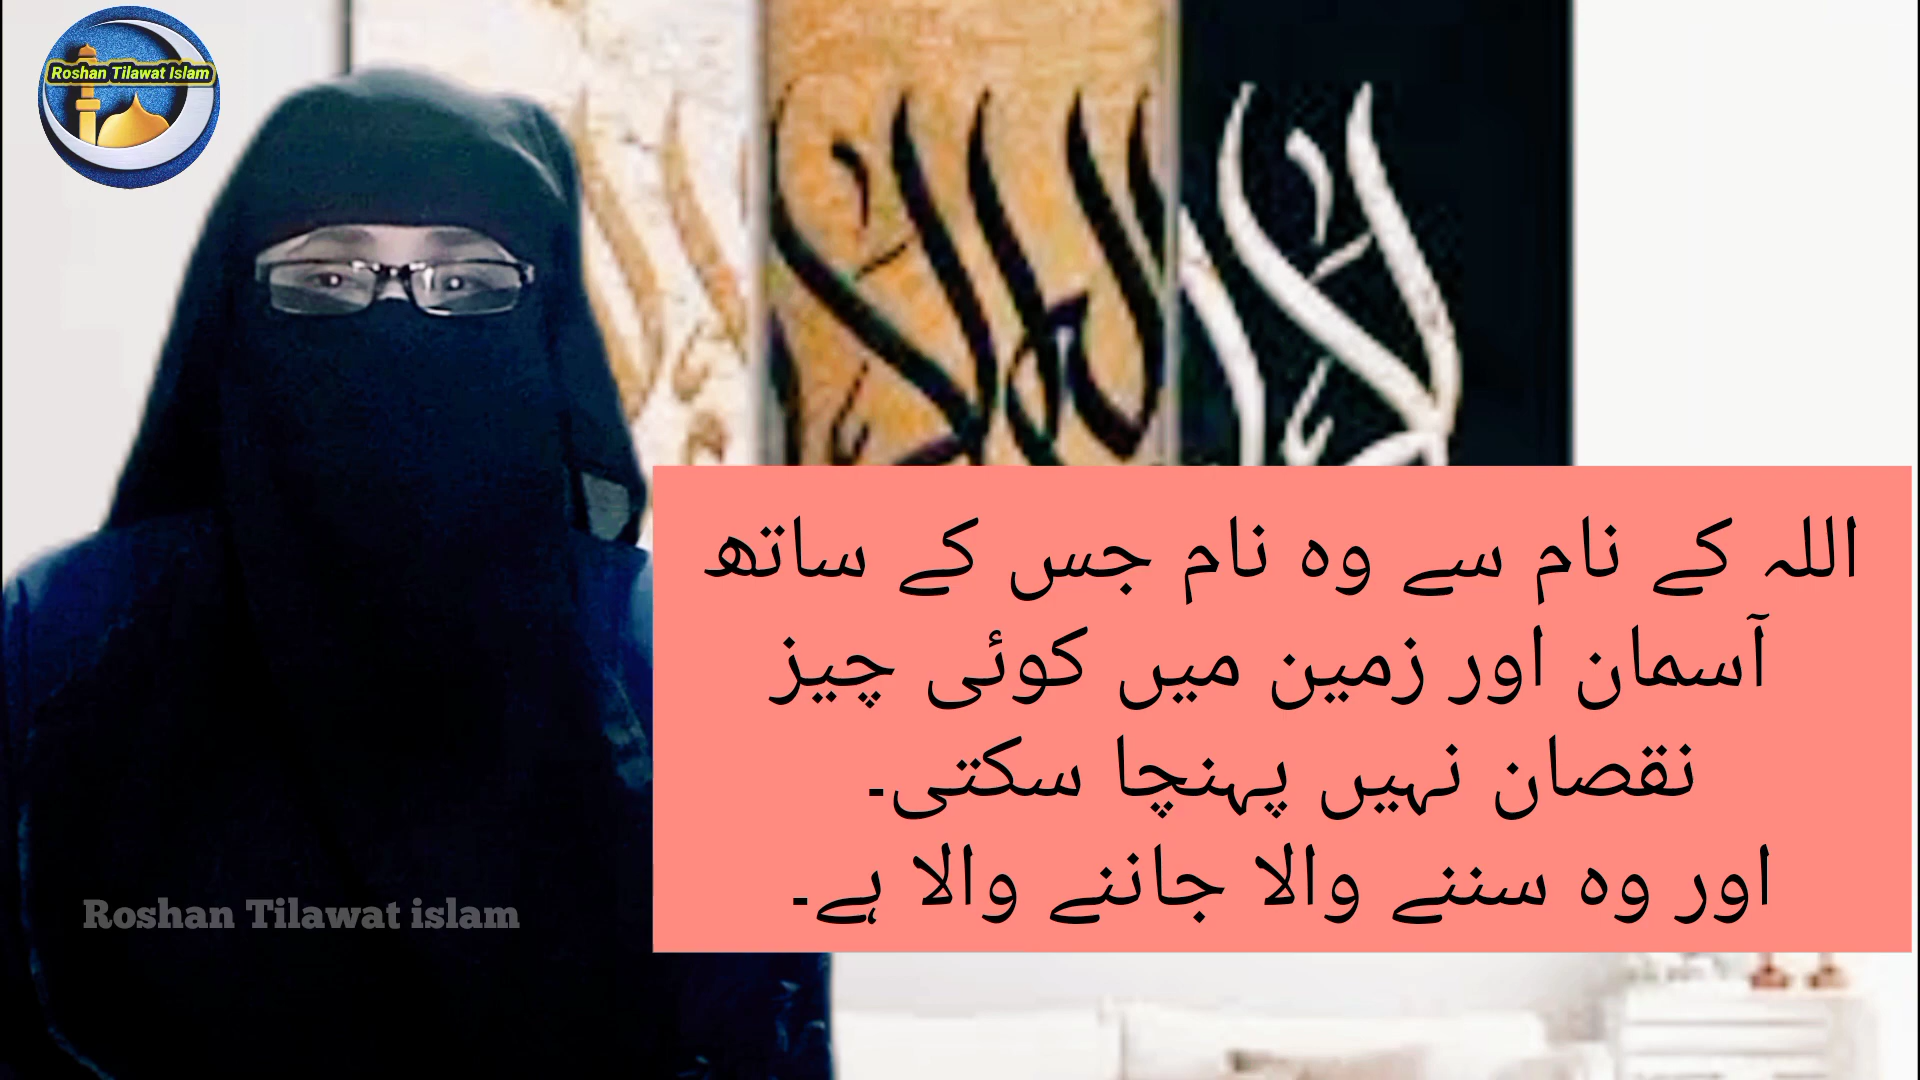 Roshan Tilawat Islam
اللہ کے نام سے وہ نام جس کے ساتھ
آسمان اور زمین میں کوئی چیز
نقصان نہیں پہنچا سکتی۔
اور وہ سننے والا جاننے والا ہے۔
Roshan Tilawat islam